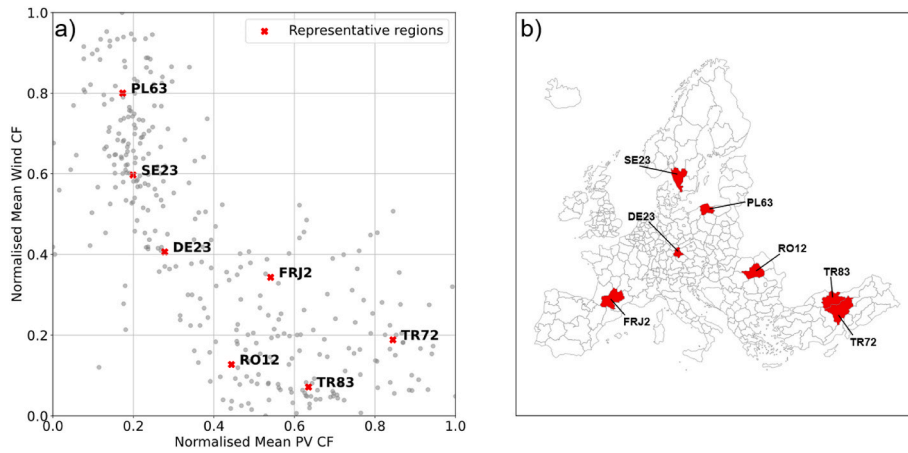 a)
Representative regions
PL63
SE23
DE23
FRJ2
RO12
TR72
TR83
Normalised Mean Wind CF
1.0
0.8
0.6
0.4
0.2
0.0
0.0 0.2 0.4 0.6 0.8 1.0
Normalised Mean PV CF
b)
SE23
PL63
DE23
RO12
TR83
FRJ2
TR72